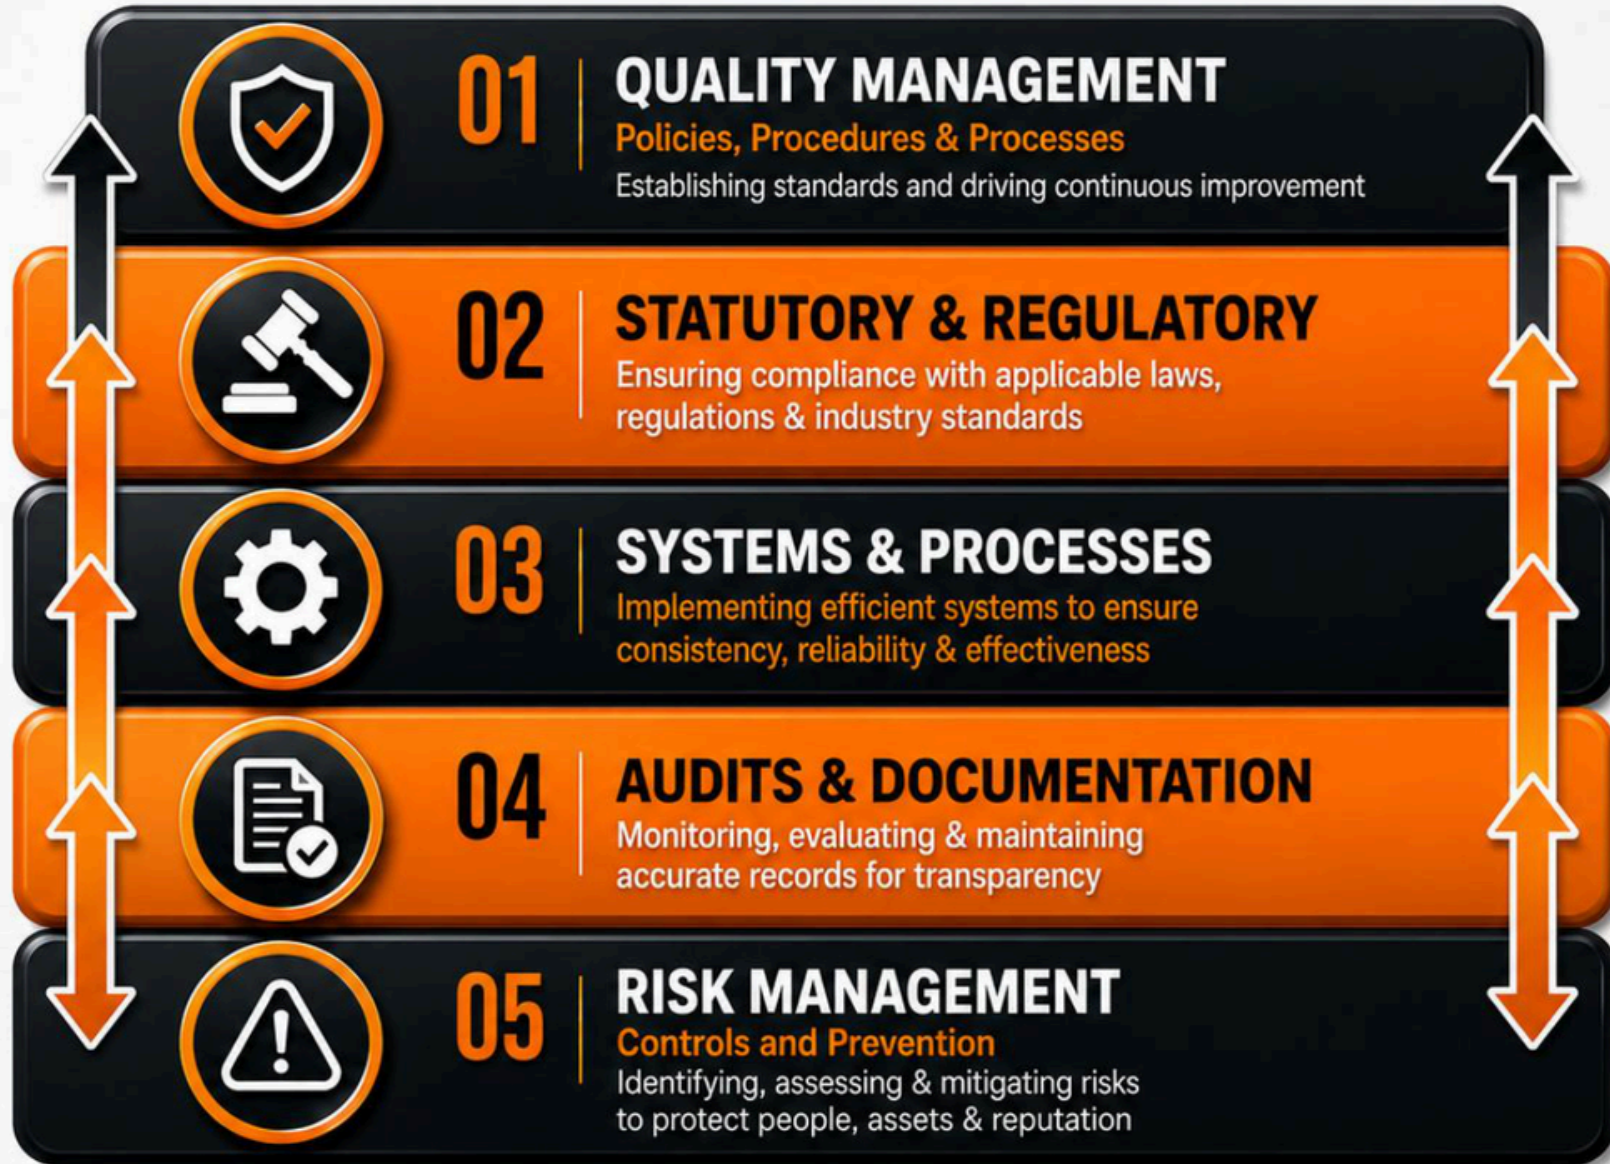 01
QUALITY MANAGEMENT
Policies, Procedures & Processes
Establishing standards and driving continuous improvement
02
STATUTORY & REGULATORY
Ensuring compliance with applicable laws,
regulations & industry standards
03
SYSTEMS & PROCESSES
Implementing efficient systems to ensure
consistency, reliability & effectiveness
04
AUDITS & DOCUMENTATION
Monitoring, evaluating & maintaining
accurate records for transparency
05
RISK MANAGEMENT
Controls and Prevention
Identifying, assessing & mitigating risks
to protect people, assets & reputation